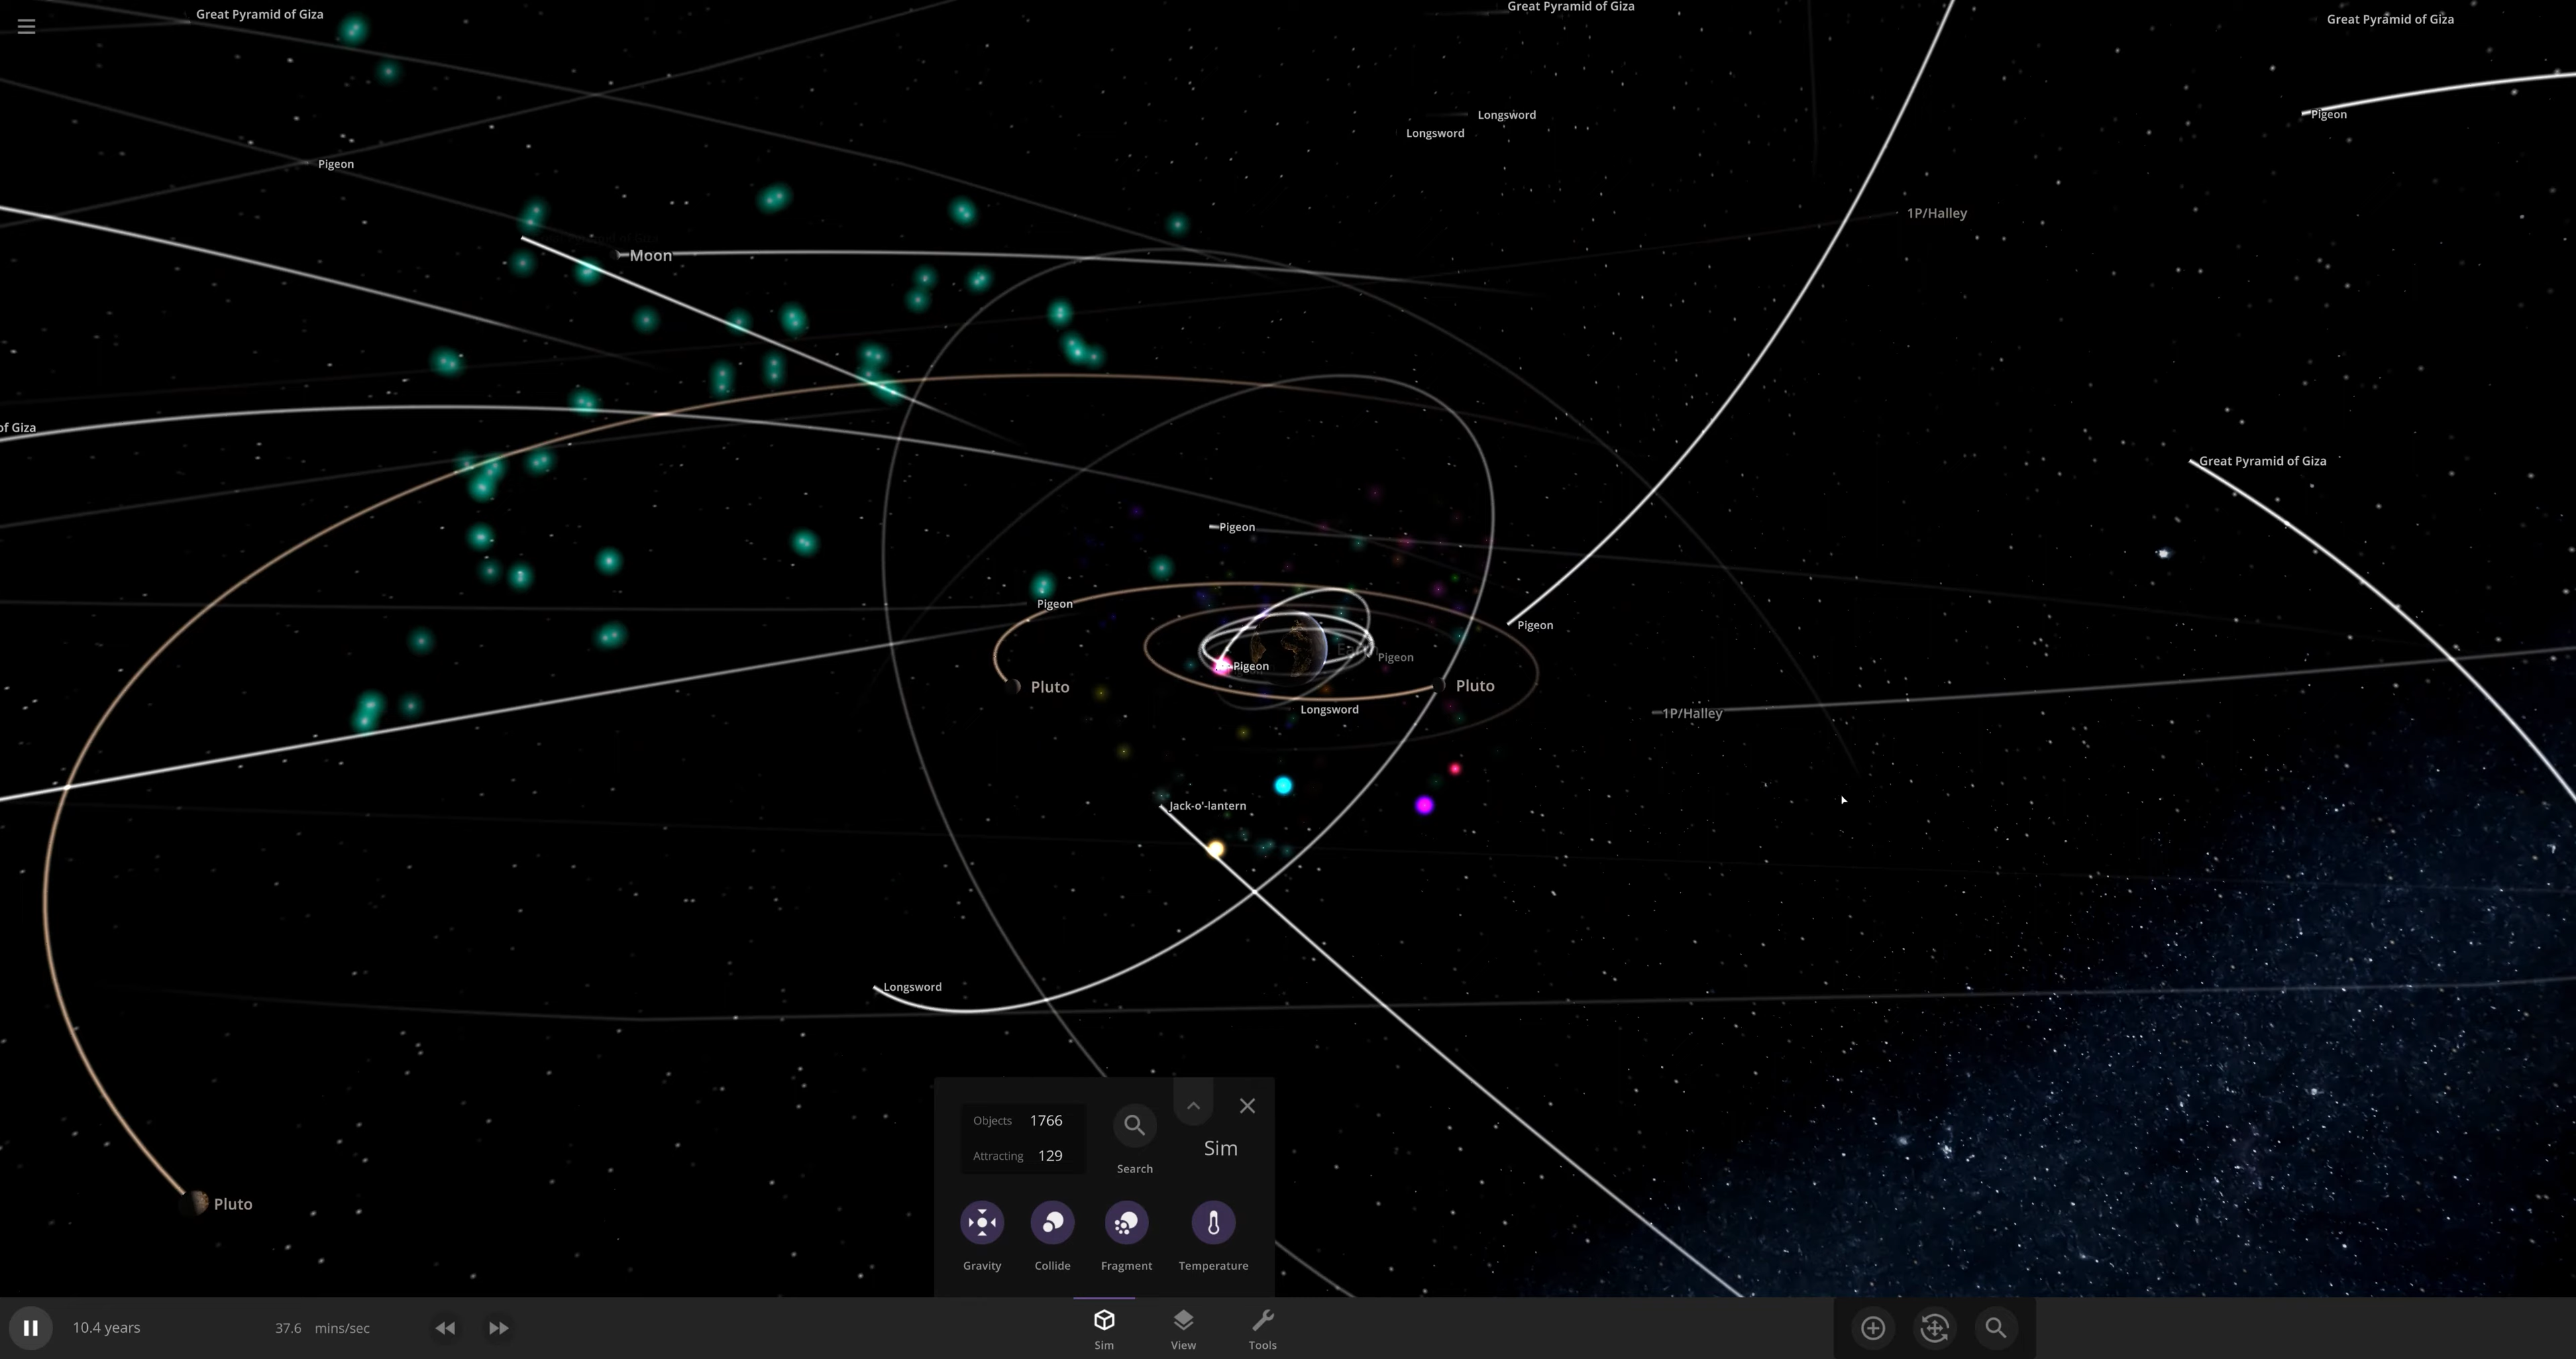 Great Pyramid of Giza
Great Pyramid of Giza
Great Pyramid of Giza
Longsword
Longsword
Pigeon
Pigeon
1P/Halley
Moon
of Giza
Great Pyramid of Giza
Pigeon
Pigeon
Pigeon
Pigeon
Pigeon
Pluto
Pluto
Longsword
1P/Halley
Jack-o'-lantern
Longsword
Pluto
Objects 1766
Attracting 129
Search
Sim
Gravity Collide Fragment Temperature
10.4 years 37.6 mins/sec
Sim View Tools